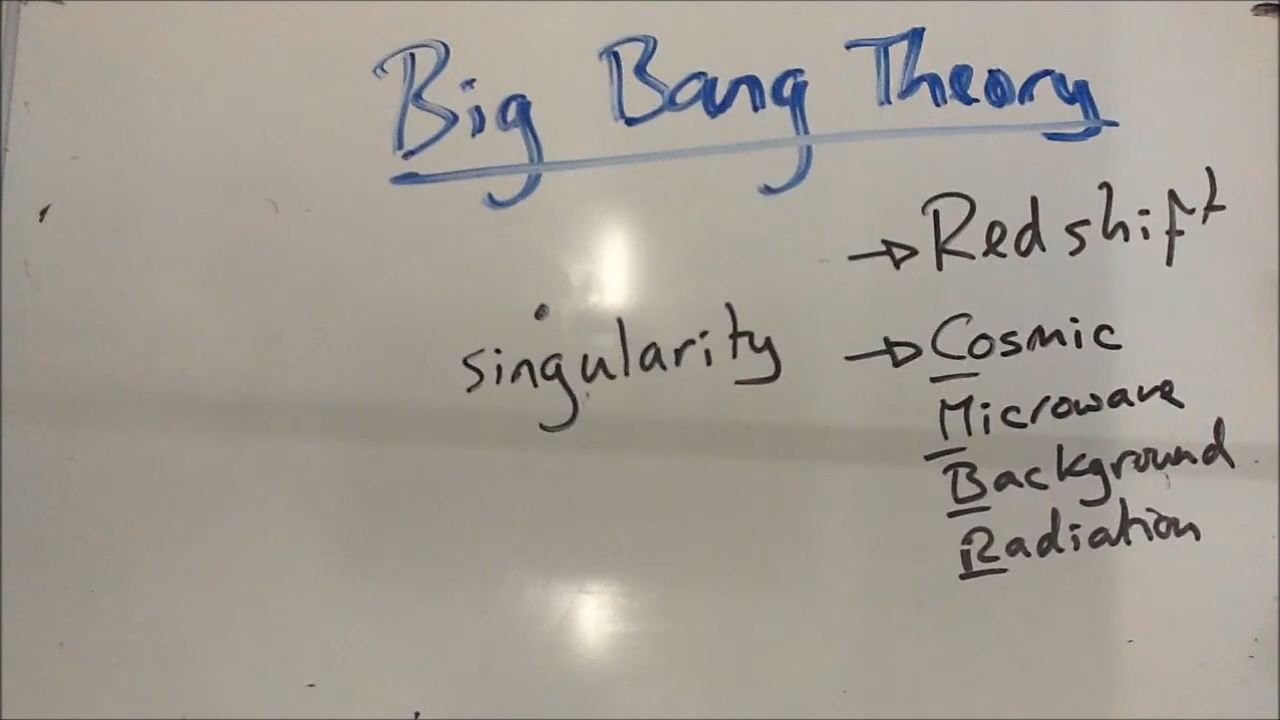 Big Bang Theory
→ Redshift
singularity
→ Cosmic
Microwave
Background
Radiation